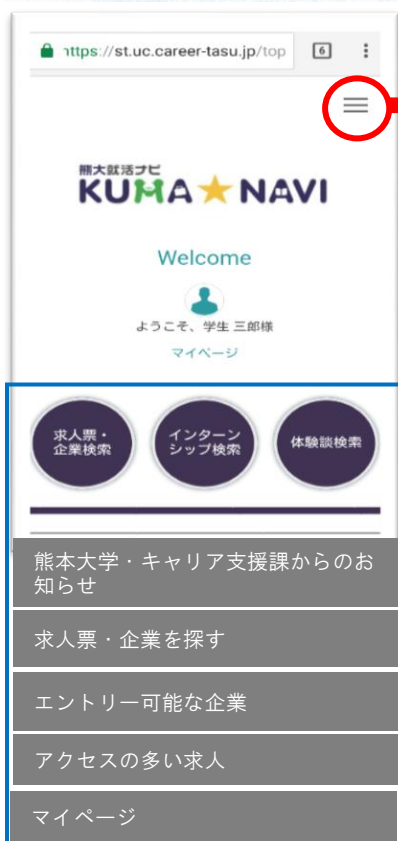 https://st.uc.career-tasu.jp/top
6
熊大就活ナビ
KUMA★NAVI
Welcome
ようこそ、学生 三郎様
マイページ
求人票・
企業検索
インターン
シップ検索
体験談検索
熊本大学・キャリア支援課からのお
知らせ
求人票・企業を探す
エントリー可能な企業
アクセスの多い求人
マイページ